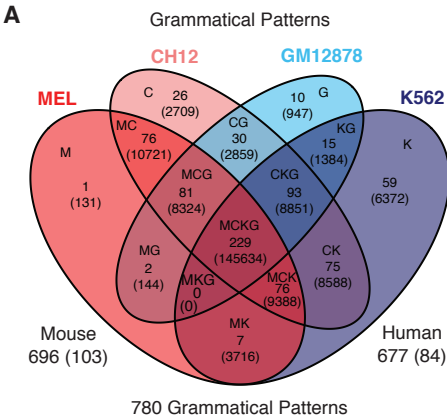 A
Grammatical Patterns
CH12
GM12878
MEL
K562
C
26
(2709)
10
G
(947)
MC
76
(10721)
CG
30
(2859)
KG
15
(1384)
M
1
(131)
K
59
(6372)
MCG
81
(8324)
CKG
93
(8851)
MCKG
229
(145634)
MG
2
(144)
MKG
0
(0)
MCK
76
(9388)
CK
75
(8588)
MK
7
(3716)
Mouse
696 (103)
Human
677 (84)
780 Grammatical Patterns